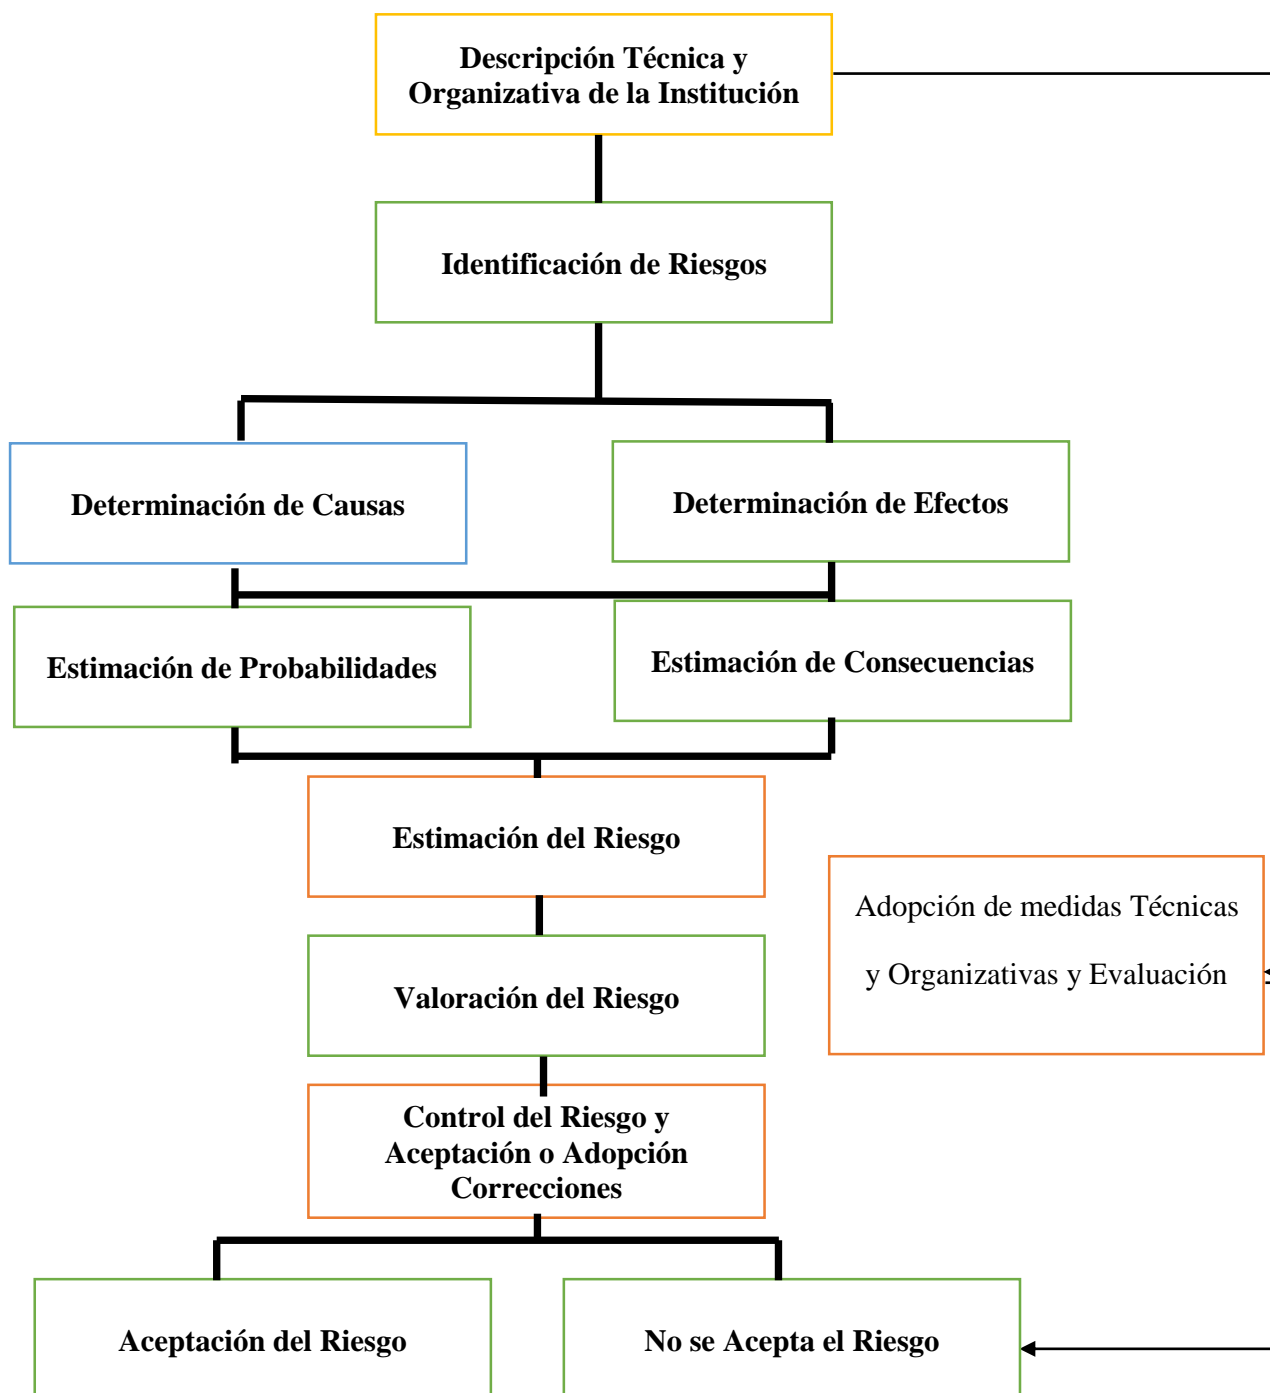 Descripción Técnica y
Organizativa de la Institución
Identificación de Riesgos
Determinación de Causas
Determinación de Efectos
Estimación de Probabilidades
Estimación de Consecuencias
Estimación del Riesgo
Adopción de medidas Técnicas
y Organizativas y Evaluación
Valoración del Riesgo
Control del Riesgo y
Aceptación o Adopción
Correcciones
Aceptación del Riesgo
No se Acepta el Riesgo